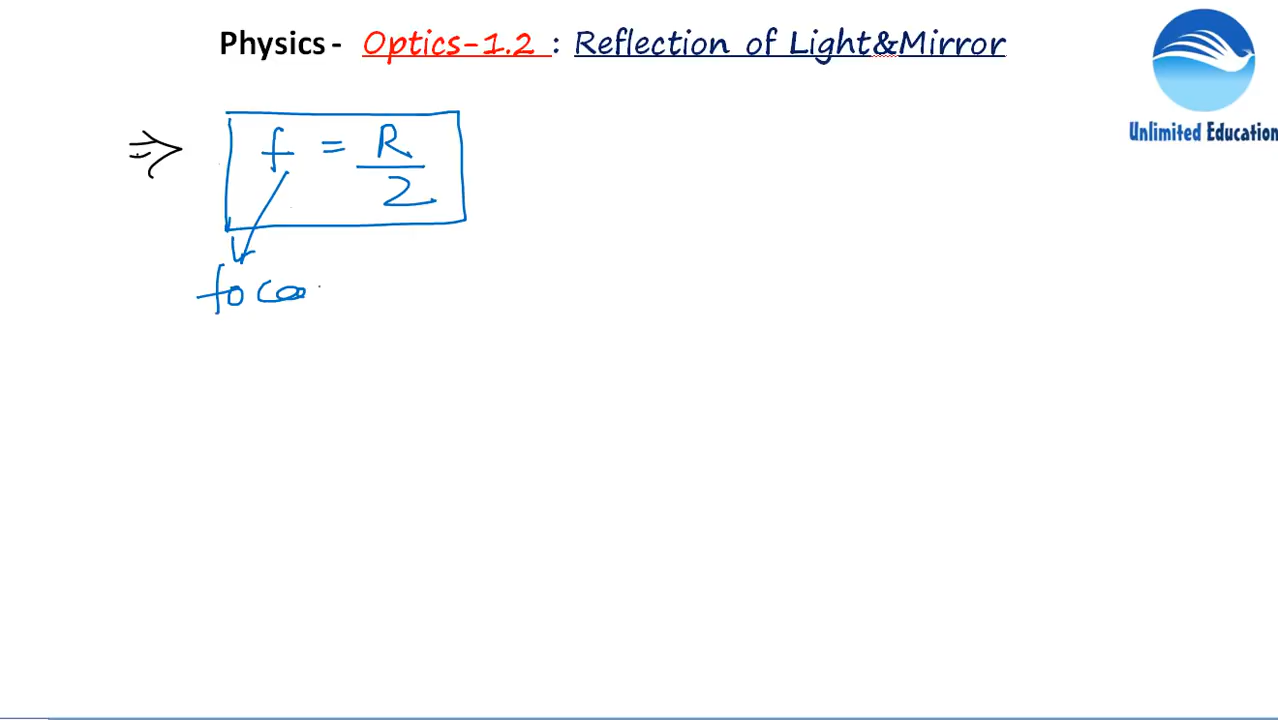 Physics - Optics-1.2 : Reflection of Light&Mirror
Unlimited Education
⇒ f = R/2
foca